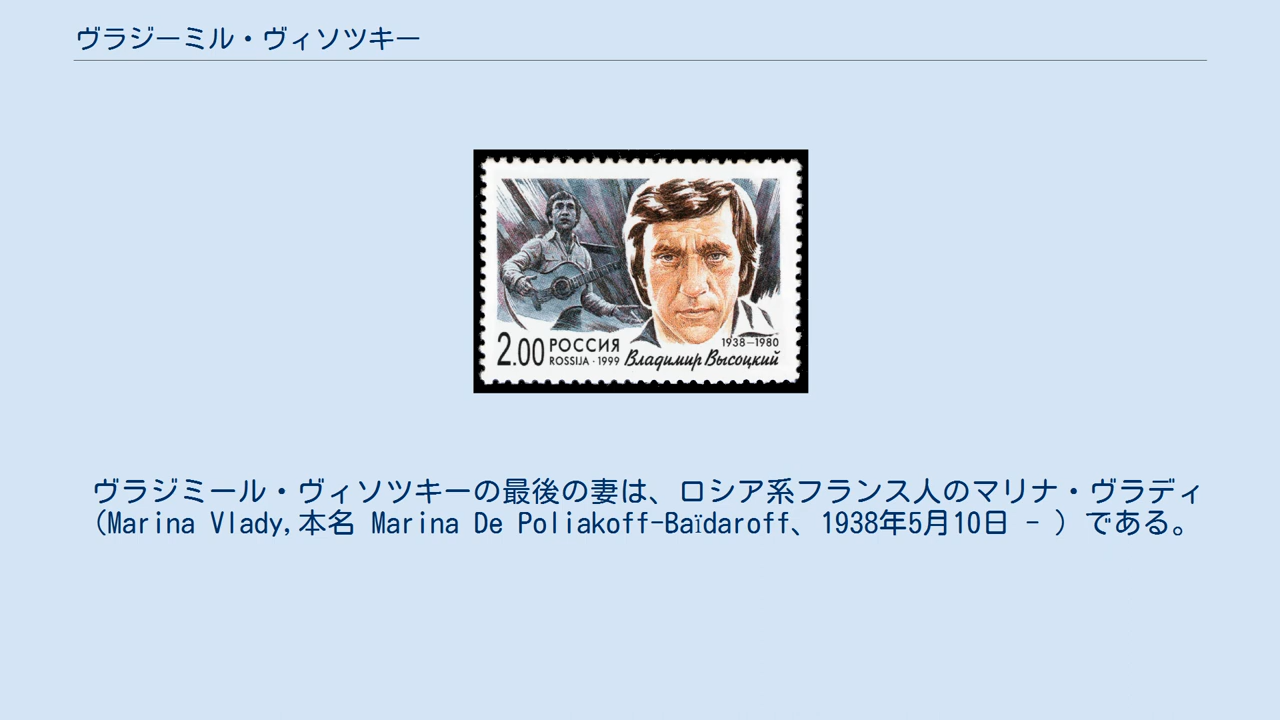 ヴラジーミル・ヴィソツキー
2.00 РОССИЯ
ROSSIJA · 1999
1938–1980
Владимир Высоцкий
ヴラジミール・ヴィソツキーの最後の妻は、ロシア系フランス人のマリナ・ヴラディ
(Marina Vlady,本名 Marina De Poliakoff-Baïdaroff、1938年5月10日 - ) である。